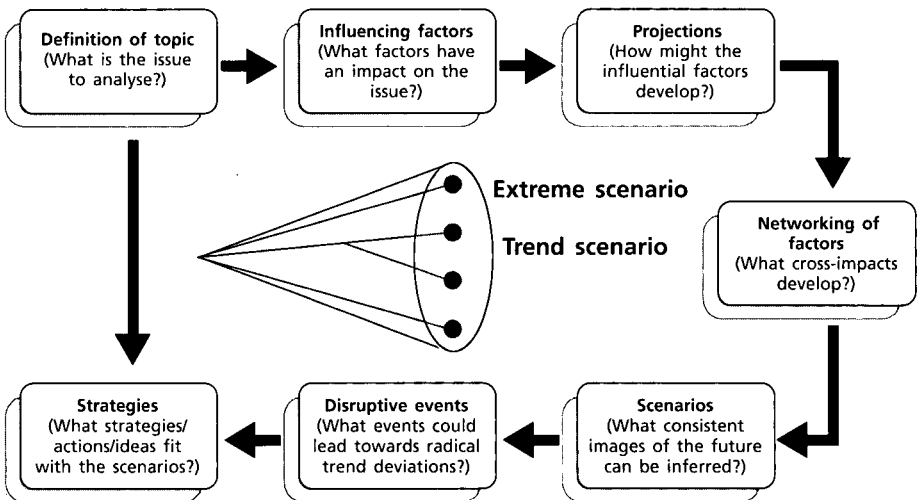 Definition of topic
(What is the issue
to analyse?)
Influencing factors
(What factors have
an impact on the
issue?)
Projections
(How might the
influential factors
develop?)
Extreme scenario
Trend scenario
Networking of
factors
(What cross-impacts
develop?)
Strategies
(What strategies/
actions/ideas fit
with the scenarios?)
Disruptive events
(What events could
lead towards radical
trend deviations?)
Scenarios
(What consistent
images of the future
can be inferred?)